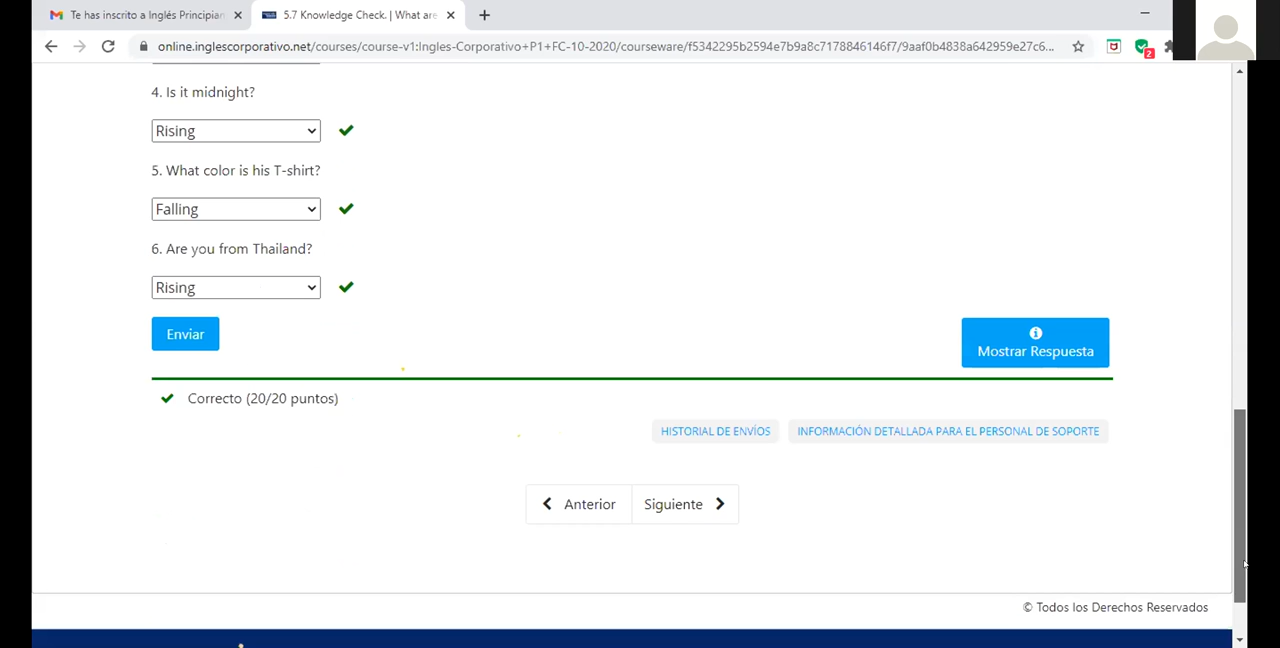 Te has inscrito a Inglés Principian
5.7 Knowledge Check. | What are
online.inglescorporativo.net/courses/course-v1:Ingles-Corporativo+P1+FC-10-2020/courseware/f5342295b2594e7b9a8c7178846146f7/9aaf0b4838a642959e27c6...
2
4. Is it midnight?
Rising
5. What color is his T-shirt?
Falling
6. Are you from Thailand?
Rising
Enviar
Mostrar Respuesta
Correcto (20/20 puntos)
HISTORIAL DE ENVÍOS
INFORMACIÓN DETALLADA PARA EL PERSONAL DE SOPORTE
Anterior
Siguiente
© Todos los Derechos Reservados